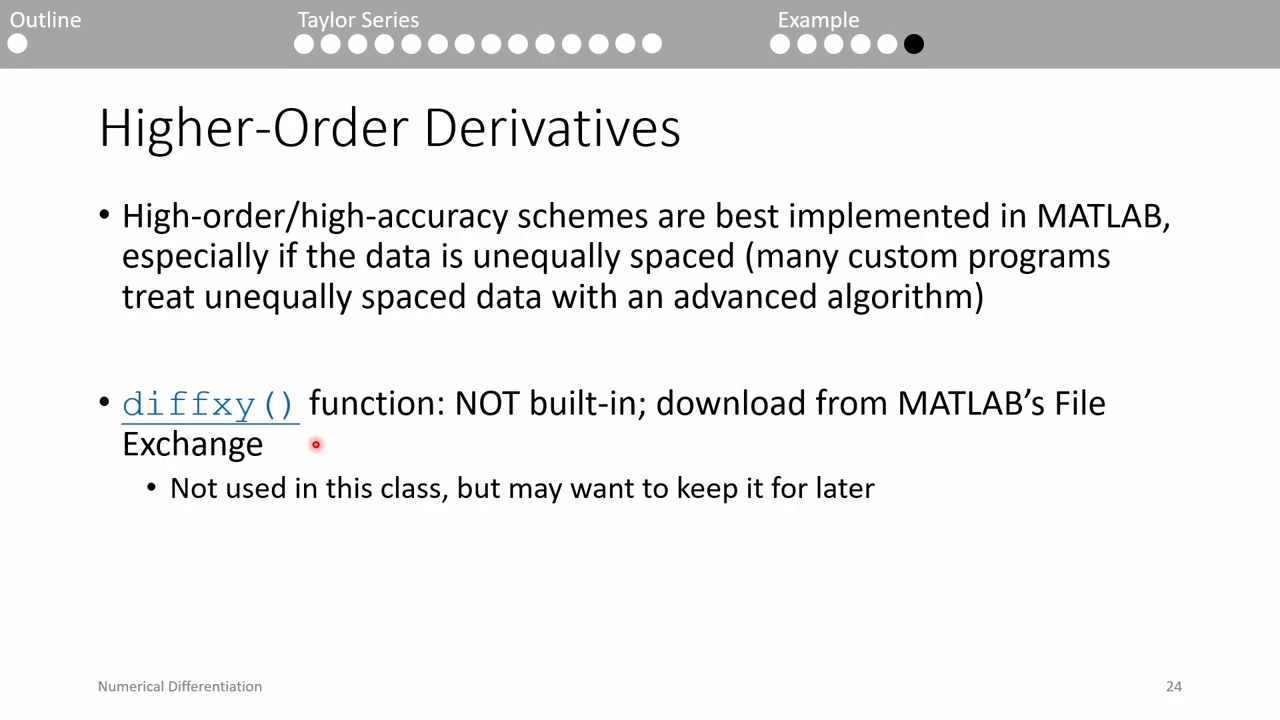 Outline
Taylor Series
Example
Higher-Order Derivatives
• High-order/high-accuracy schemes are best implemented in MATLAB,
especially if the data is unequally spaced (many custom programs
treat unequally spaced data with an advanced algorithm)
• diffxy() function: NOT built-in; download from MATLAB’s File
Exchange
• Not used in this class, but may want to keep it for later
Numerical Differentiation
24